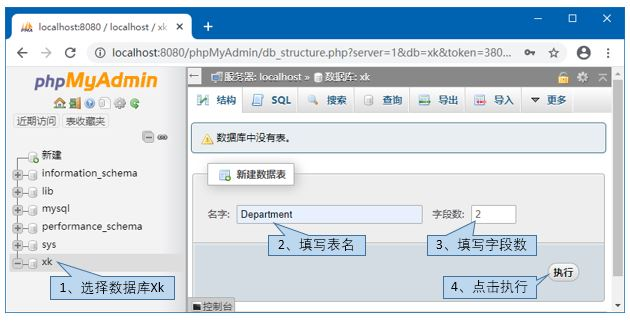 localhost:8080 / localhost / xk
localhost:8080/phpMyAdmin/db_structure.php?server=1&db=xk&token=380...
phpMyAdmin
近期访问 表收藏夹
新建
information_schema
lib
mysql
performance_schema
sys
xk
1、选择数据库Xk
服务器: localhost » 数据库: xk
结构 SQL 搜索 查询 导出 导入 更多
数据库中没有表。
新建数据表
名字: Department 字段数: 2
2、填写表名 3、填写字段数
执行
4、点击执行
控制台